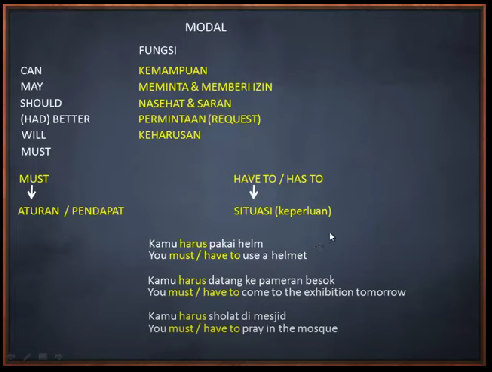 MODAL
FUNGSI
CAN KEMAMPUAN
MAY MEMINTA & MEMBERI IZIN
SHOULD NASEHAT & SARAN
(HAD) BETTER PERMINTAAN (REQUEST)
WILL KEHARUSAN
MUST
MUST HAVE TO / HAS TO
ATURAN / PENDAPAT SITUASI (keperluan)
Kamu harus pakai helm
You must / have to use a helmet
Kamu harus datang ke pameran besok
You must / have to come to the exhibition tomorrow
Kamu harus sholat di mesjid
You must / have to pray in the mosque